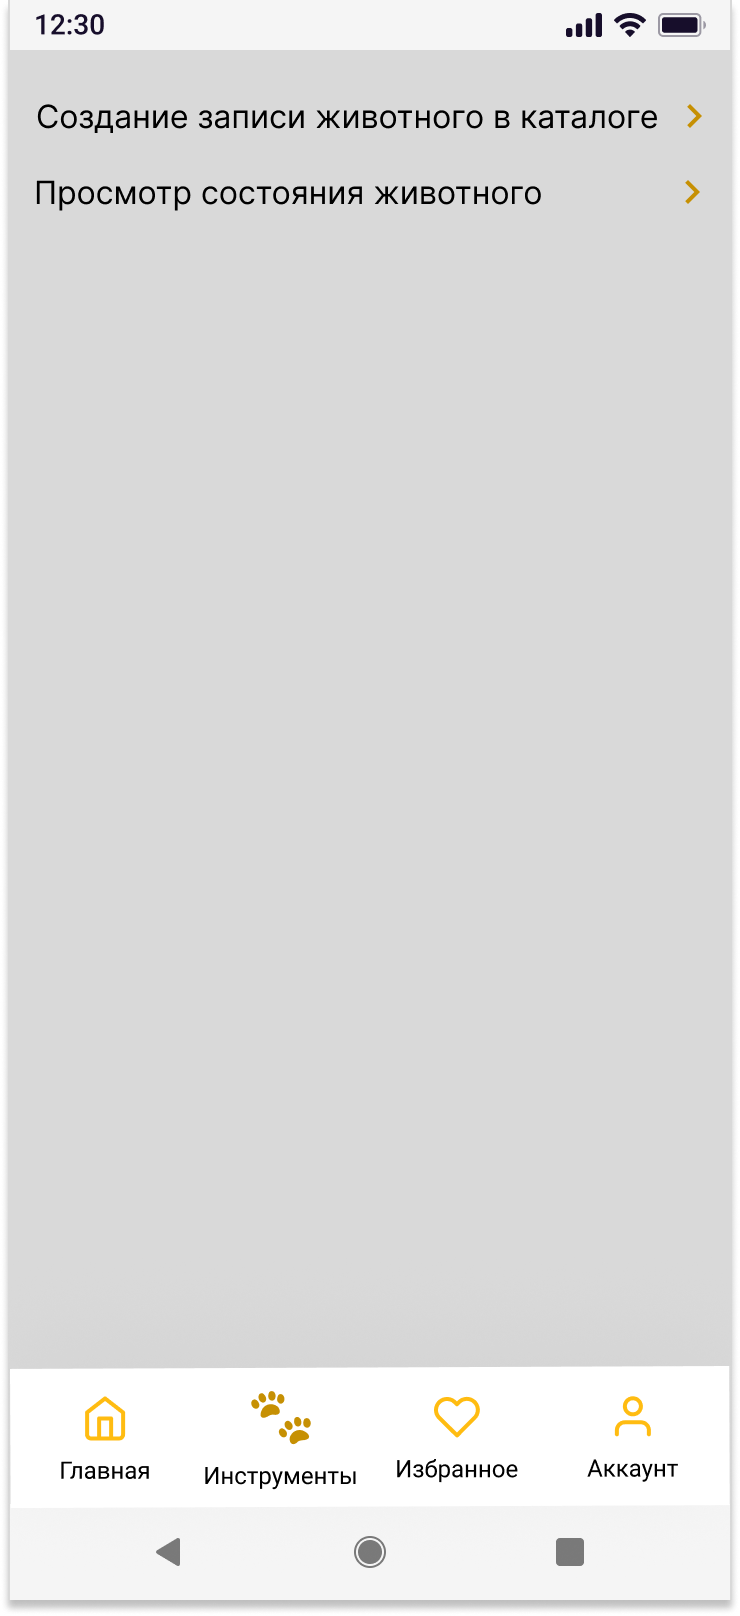 12:30
Создание записи животного в каталоге
Просмотр состояния животного
Главная
Инструменты
Избранное
Аккаунт